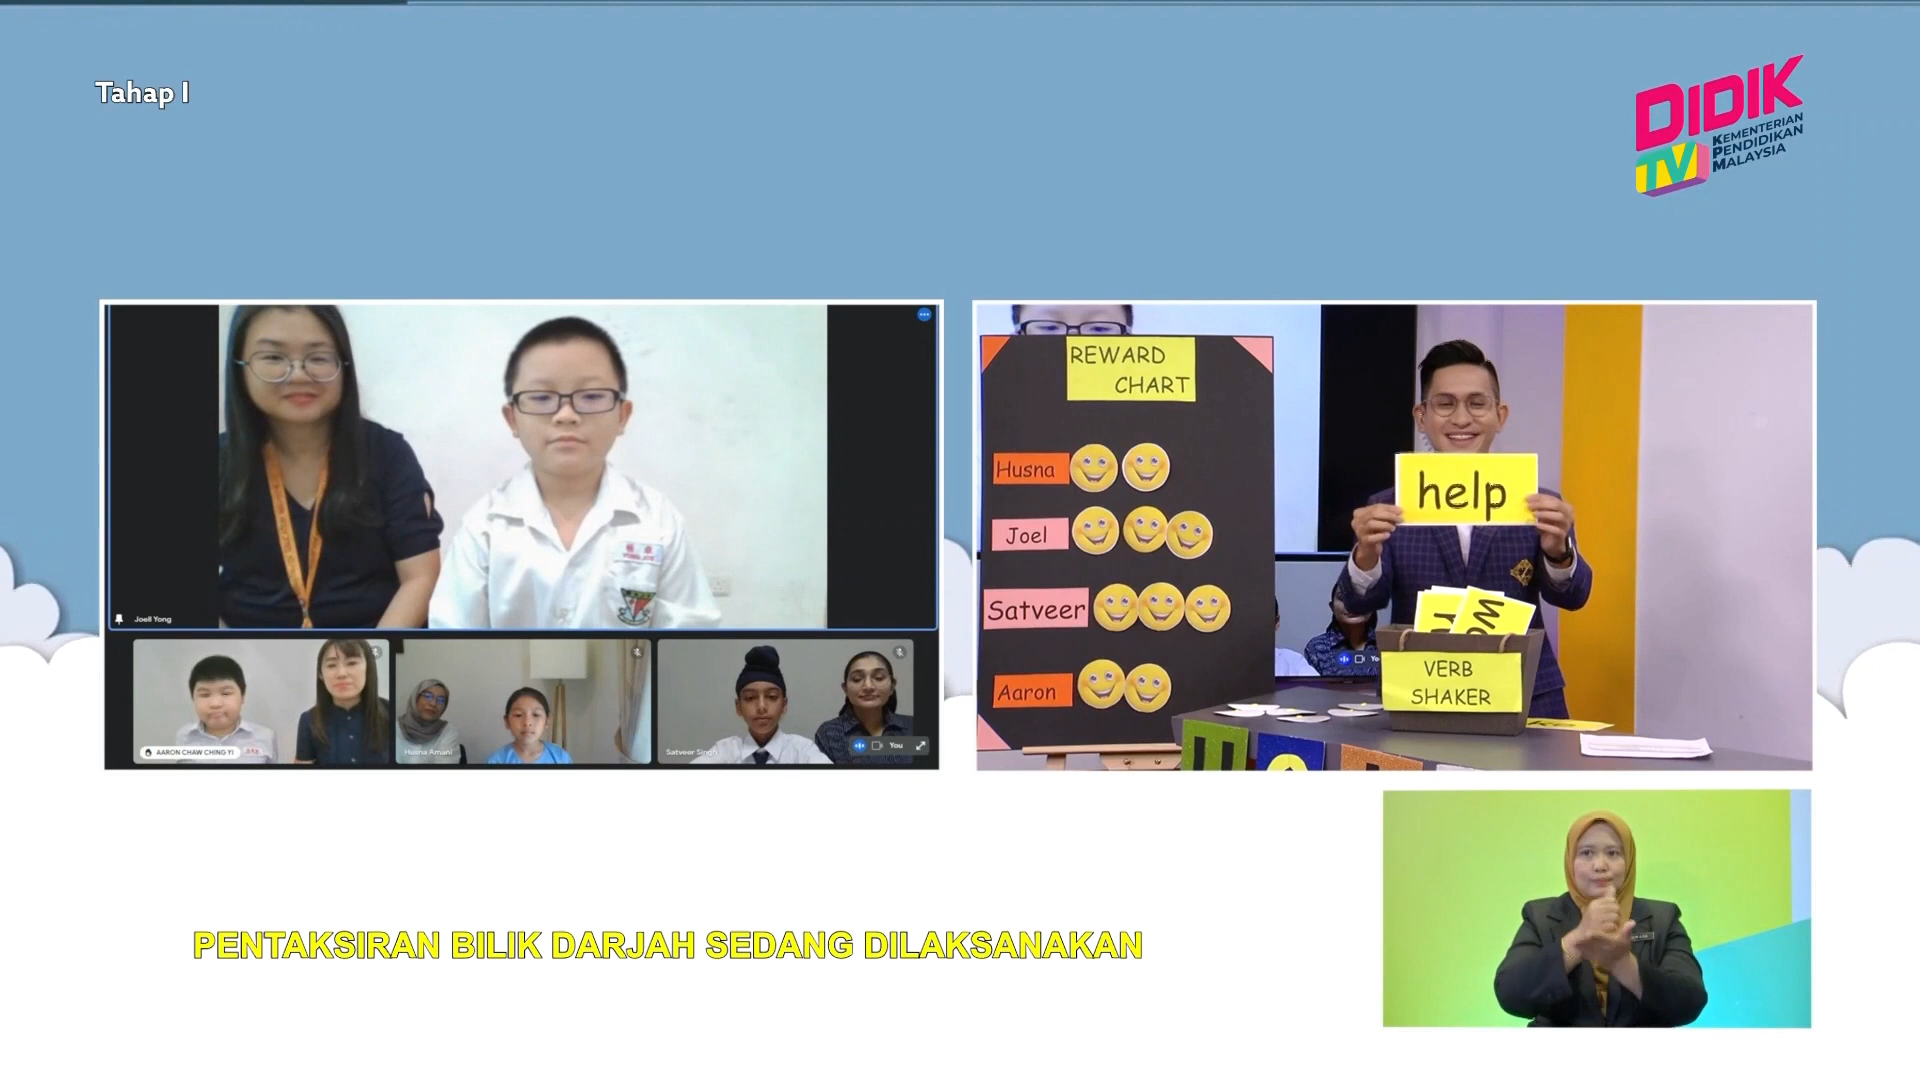 Tahap I
DIDIK
TV
KEMENTERIAN
PENDIDIKAN
MALAYSIA
REWARD
CHART
Husna
Joel
Satveer
Aaron
help
VERB
SHAKER
Joell Yong
AARON CHAW CHING YI
Husna Amani
Satveer Singh
You
PENTAKSIRAN BILIK DARJAH SEDANG DILAKSANAKAN